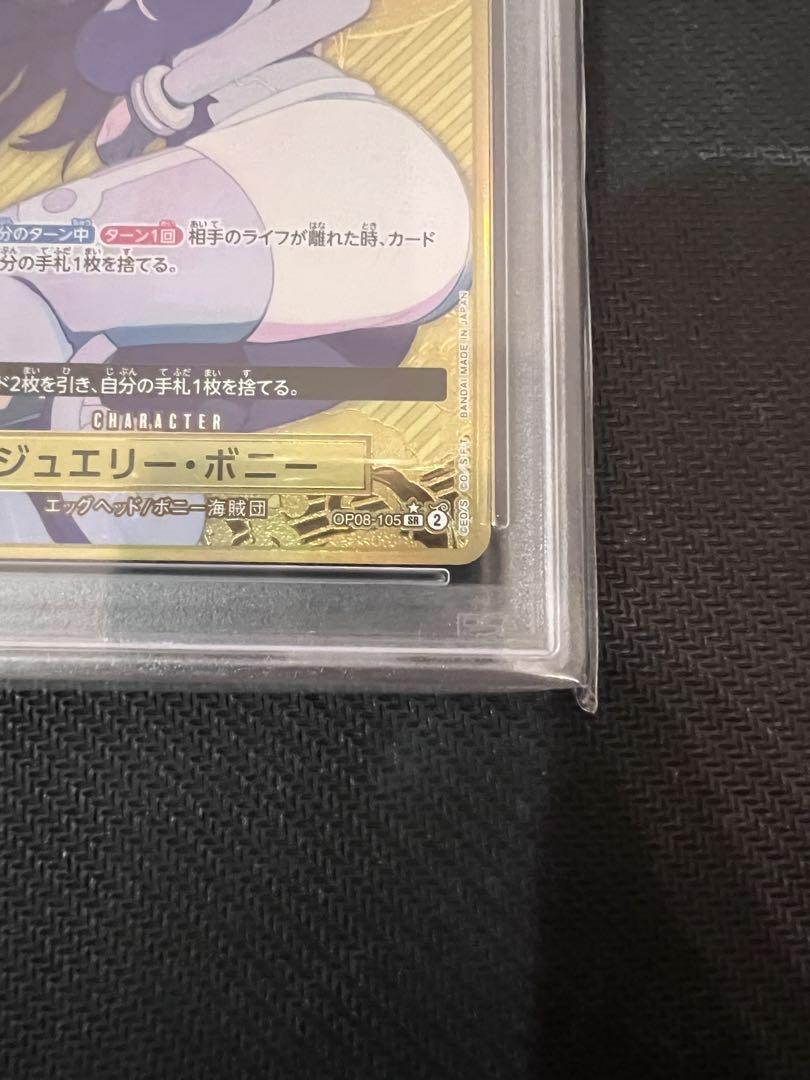 分のターン中 ターン1回 相手のライフが離れた時、カード
分の手札1枚を捨てる。
ド2枚を引き、自分の手札1枚を捨てる。
CHARACTER
ジュエリー・ボニー
エッグヘッド/ボニー海賊団
OP08-105 SR 2
©EO/S. ©O/S.F.T. BANDAI MADE IN JAPAN
PSA